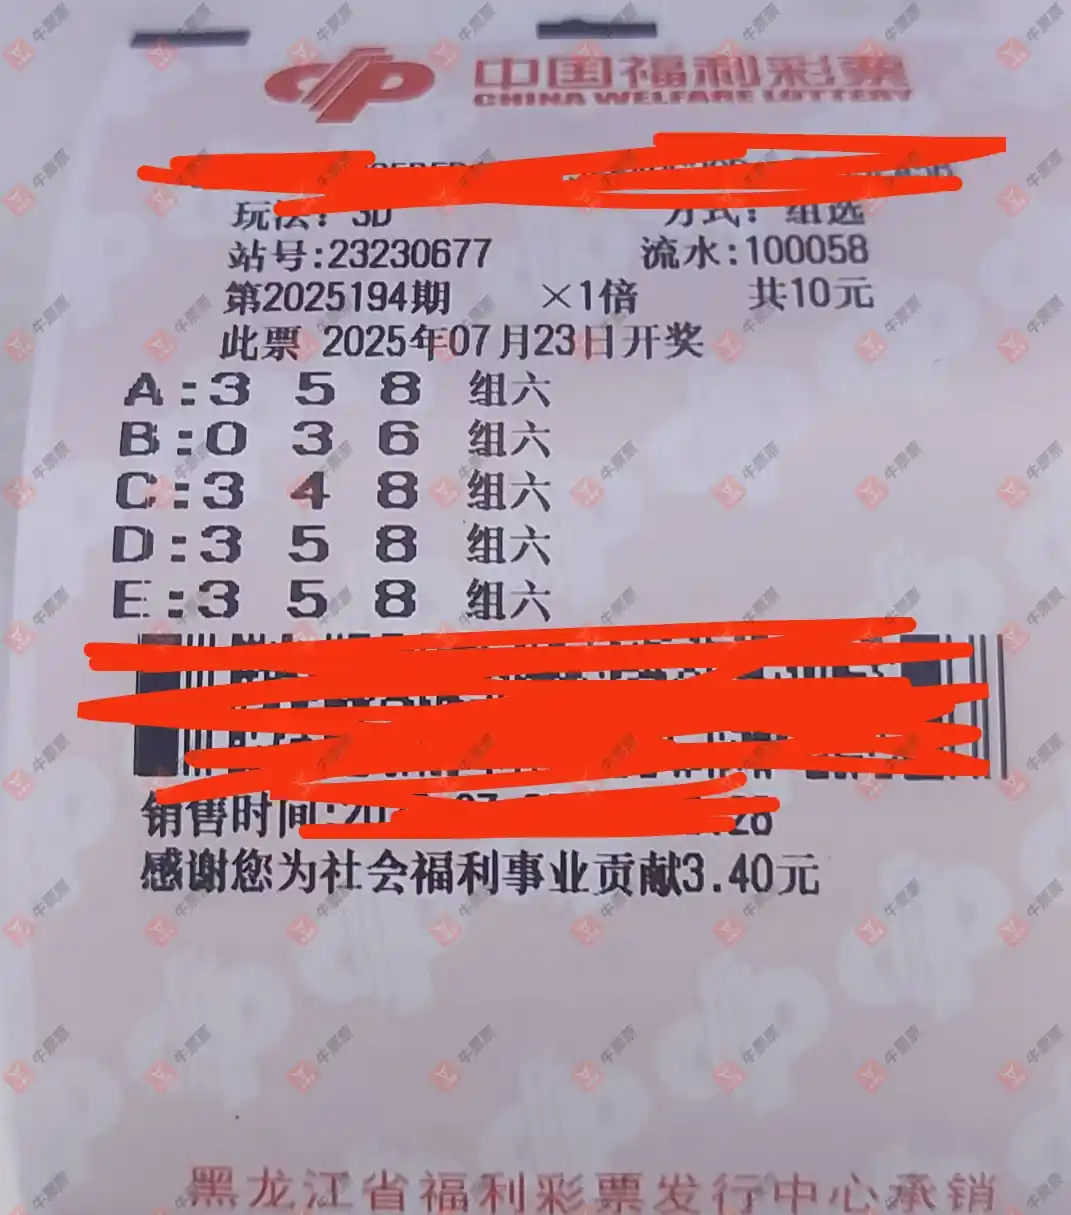 中国福利彩票
CHINA WELFARE LOTTERY
玩法：3D 方式：组选
站号:23230677 流水:100058
第2025194期 ×1倍 共10元
此票 2025年07月23日开奖
A:3 5 8 组六
B:0 3 6 组六
C:3 4 8 组六
D:3 5 8 组六
E:3 5 8 组六
销售时间:20
感谢您为社会福利事业贡献3.40元
黑龙江省福利彩票发行中心承销
牛票票